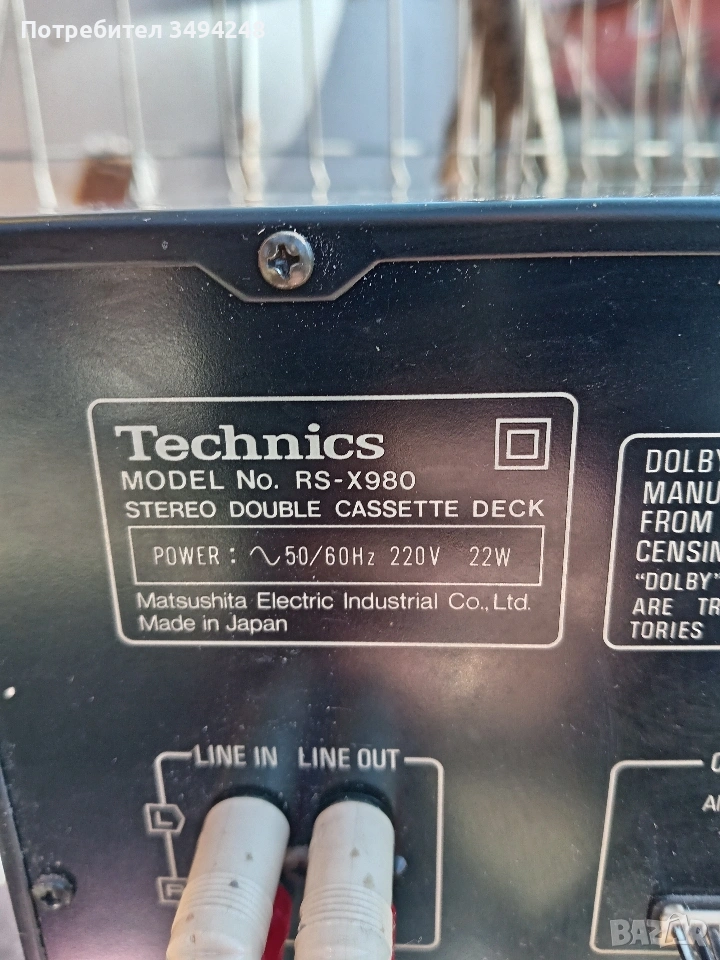 Потребител 3494248
Technics
MODEL No. RS-X980
STEREO DOUBLE CASSETTE DECK
POWER: ∿50/60Hz 220V 22W
Matsushita Electric Industrial Co., Ltd.
Made in Japan
DOLBY
MANU
FROM
CENSIN
"DOLBY"
ARE TR
TORIES
LINE IN LINE OUT
L
R
BAZAR